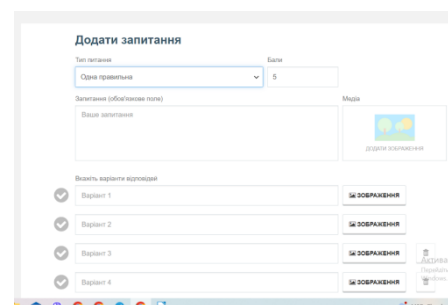 Додати запитання
Тип питання Бали
Одна правильна 5
Запитання (обов'язкове поле) Медіа
Ваше запитання
ДОДАТИ ЗОБРАЖЕННЯ
Вкажіть варіанти відповідей
Варіант 1 ЗОБРАЖЕННЯ
Варіант 2 ЗОБРАЖЕННЯ
Варіант 3 ЗОБРАЖЕННЯ
Варіант 4 ЗОБРАЖЕННЯ